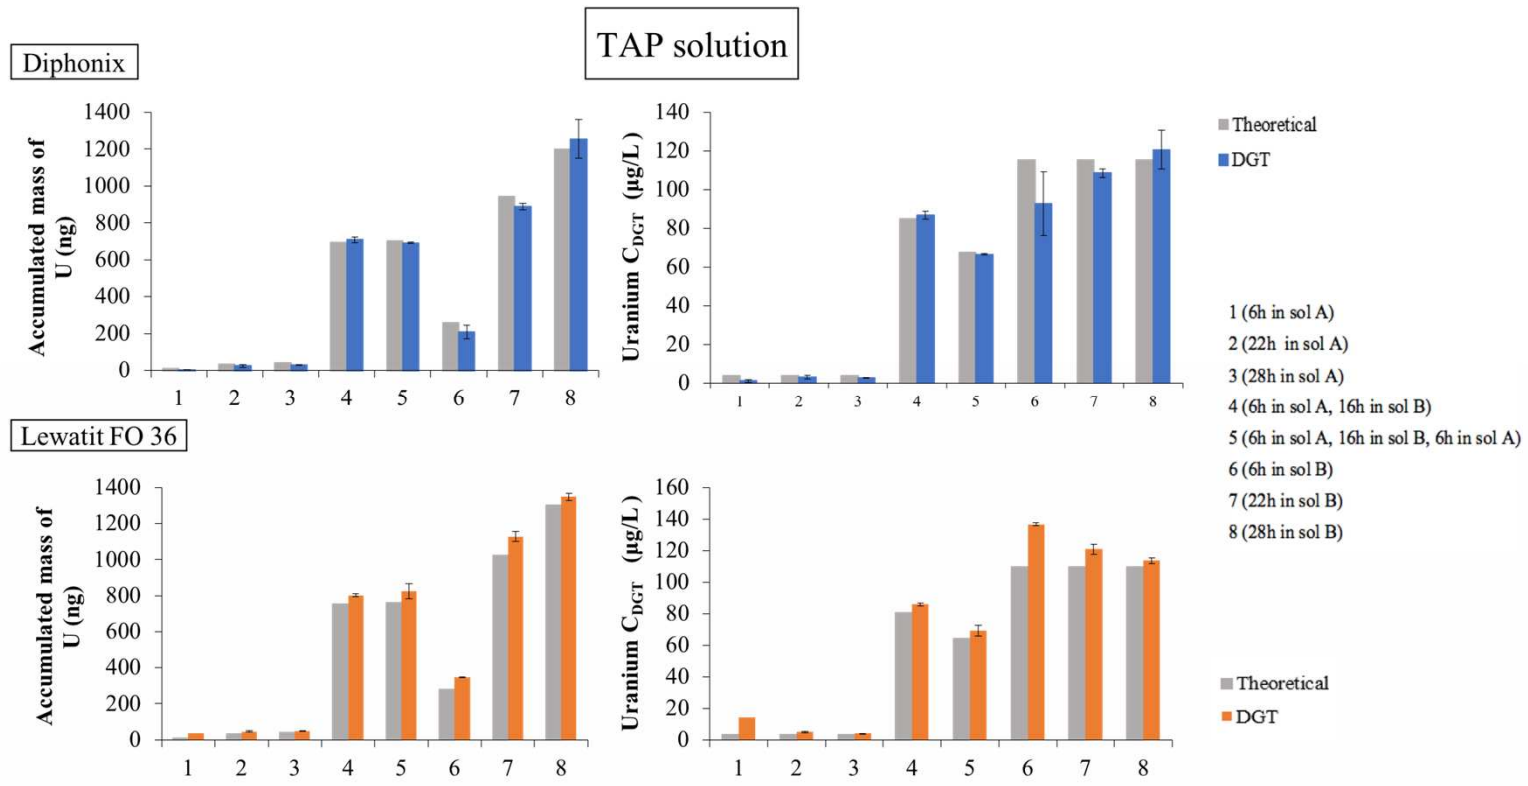 TAP solution
Diphonix
Accumulated mass of
U (ng)
1400
1200
1000
800
600
400
200
0
1 2 3 4 5 6 7 8
Uranium CDGT (µg/L )
140
120
100
80
60
40
20
0
1 2 3 4 5 6 7 8
Theoretical
DGT
1 (6h in sol A)
2 (22h in sol A)
3 (28h in sol A)
4 (6h in sol A, 16h in sol B)
5 (6h in sol A, 16h in sol B, 6h in sol A)
6 (6h in sol B)
7 (22h in sol B)
8 (28h in sol B)
Lewatit FO 36
Accumulated mass of
U (ng)
1400
1200
1000
800
600
400
200
0
1 2 3 4 5 6 7 8
Uranium CDGT (µg/L )
160
140
120
100
80
60
40
20
0
1 2 3 4 5 6 7 8
Theoretical
DGT